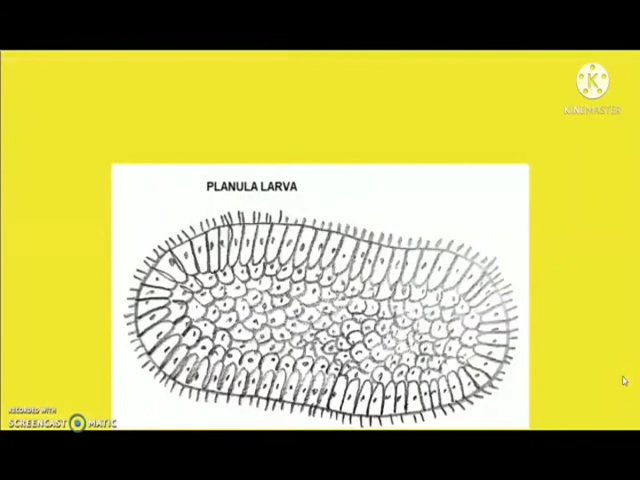 K
KINEMASTER
PLANULA LARVA
RECORDED WITH
SCREENCAST MATIC